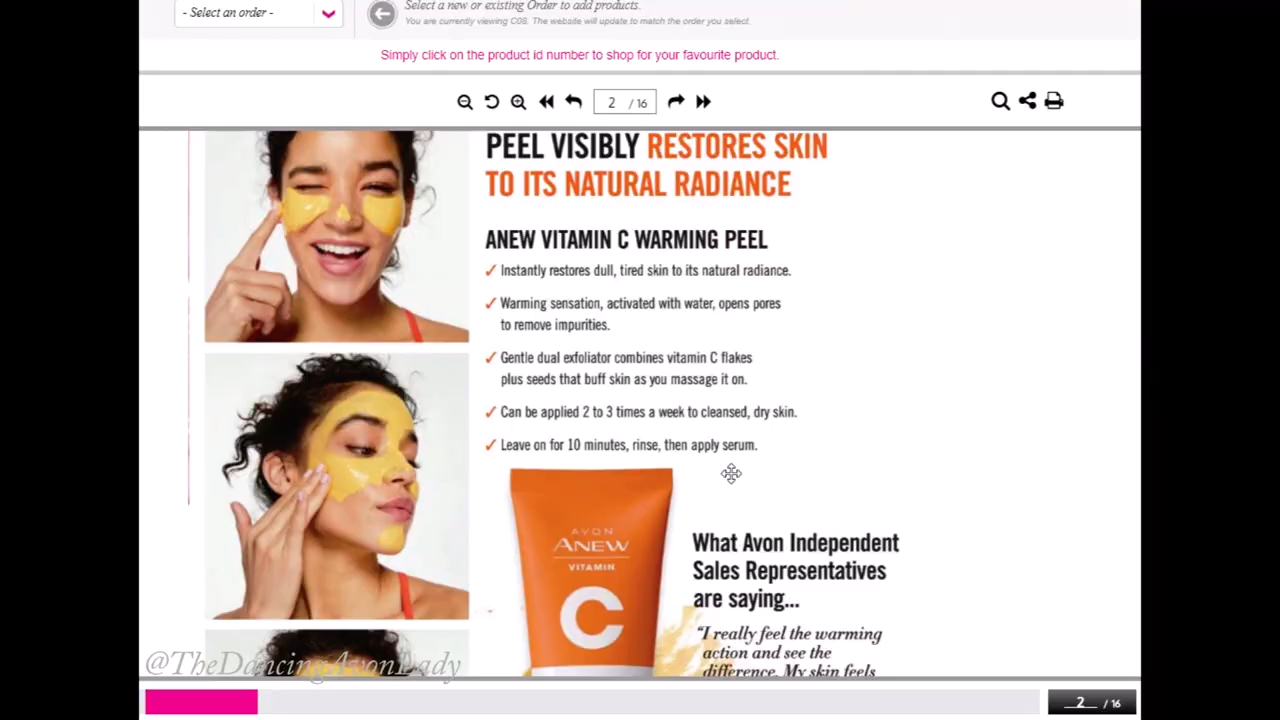 - Select an order -
Select a new or existing Order to add products.
You are currently viewing C08. The website will update to match the order you select.
Simply click on the product id number to shop for your favourite product.
2 / 16
PEEL VISIBLY RESTORES SKIN
TO ITS NATURAL RADIANCE
ANEW VITAMIN C WARMING PEEL
✓ Instantly restores dull, tired skin to its natural radiance.
✓ Warming sensation, activated with water, opens pores
to remove impurities.
✓ Gentle dual exfoliator combines vitamin C flakes
plus seeds that buff skin as you massage it on.
✓ Can be applied 2 to 3 times a week to cleansed, dry skin.
✓ Leave on for 10 minutes, rinse, then apply serum.
AVON
ANEW
VITAMIN
C
What Avon Independent
Sales Representatives
are saying...
"I really feel the warming
action and see the
difference. My skin feels
@TheDancingAvonLady
2 / 16